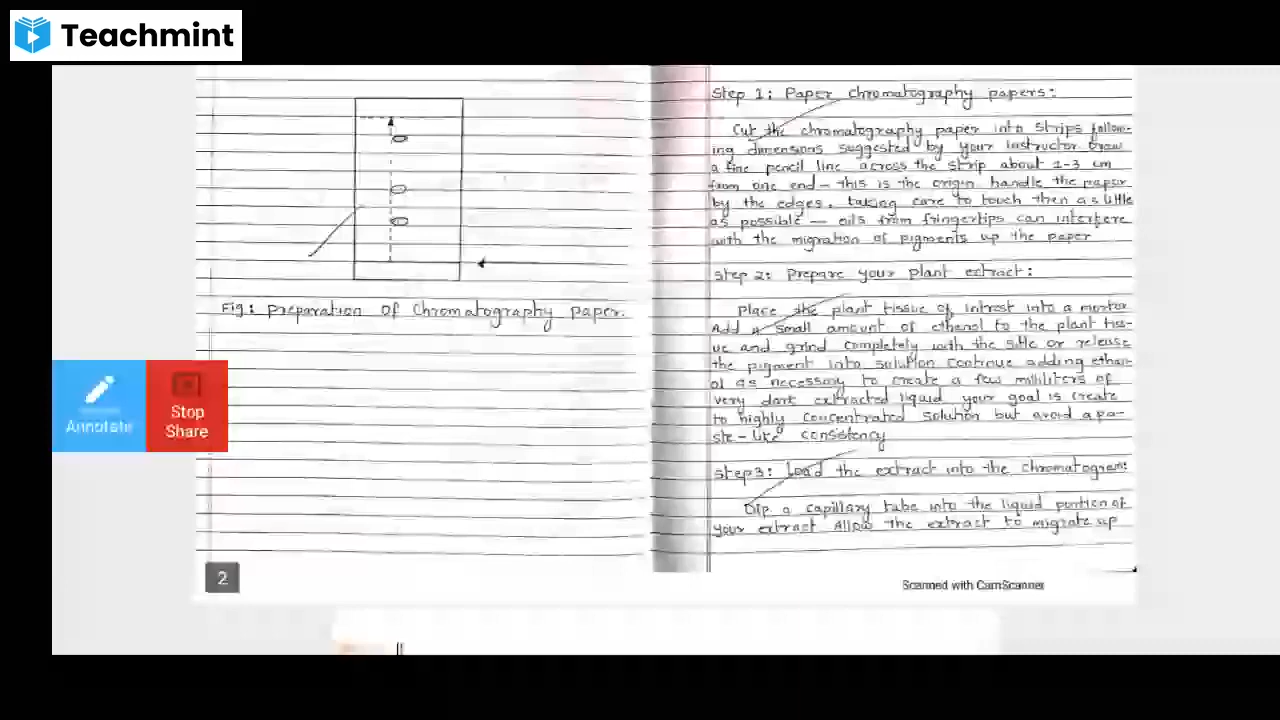 Teachmint
Fig: preparation of Chromatography paper.
Annotate
Stop
Share
2
Step 1: Paper chromatography papers:
Cut the chromatography paper into strips follow-
ing dimensions suggested by your instructor Draw
a fine pencil line across the strip about 1-3 cm
from one end - this is the origin handle the paper
by the edges, taking care to touch then as little
as possible - oils from fringertips can interfere
with the migration of pigments up the paper
Step 2: Prepare your plant extract:
Place the plant tissue of intrest into a mortra
Add a small amount of ethenol to the plant tiss-
ue and grind completely with the or release
the pigment into solution continue adding ethan-
ol as necessary to create a few milliliters of
very dark extracted liquid your goal is create
to highly concentrated solution but avoid a pa-
ste-like consistency
Step3: Load the extract into the chromatogram:
Dip a capillary tube into the liquid portion of
your extract Allow the extract to migrate up
Scanned with CamScanner